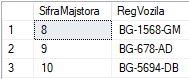 SifraMajstora RegVozila
1 8 BG-1568-GM
2 9 BG-678-AD
3 10 BG-5694-DB